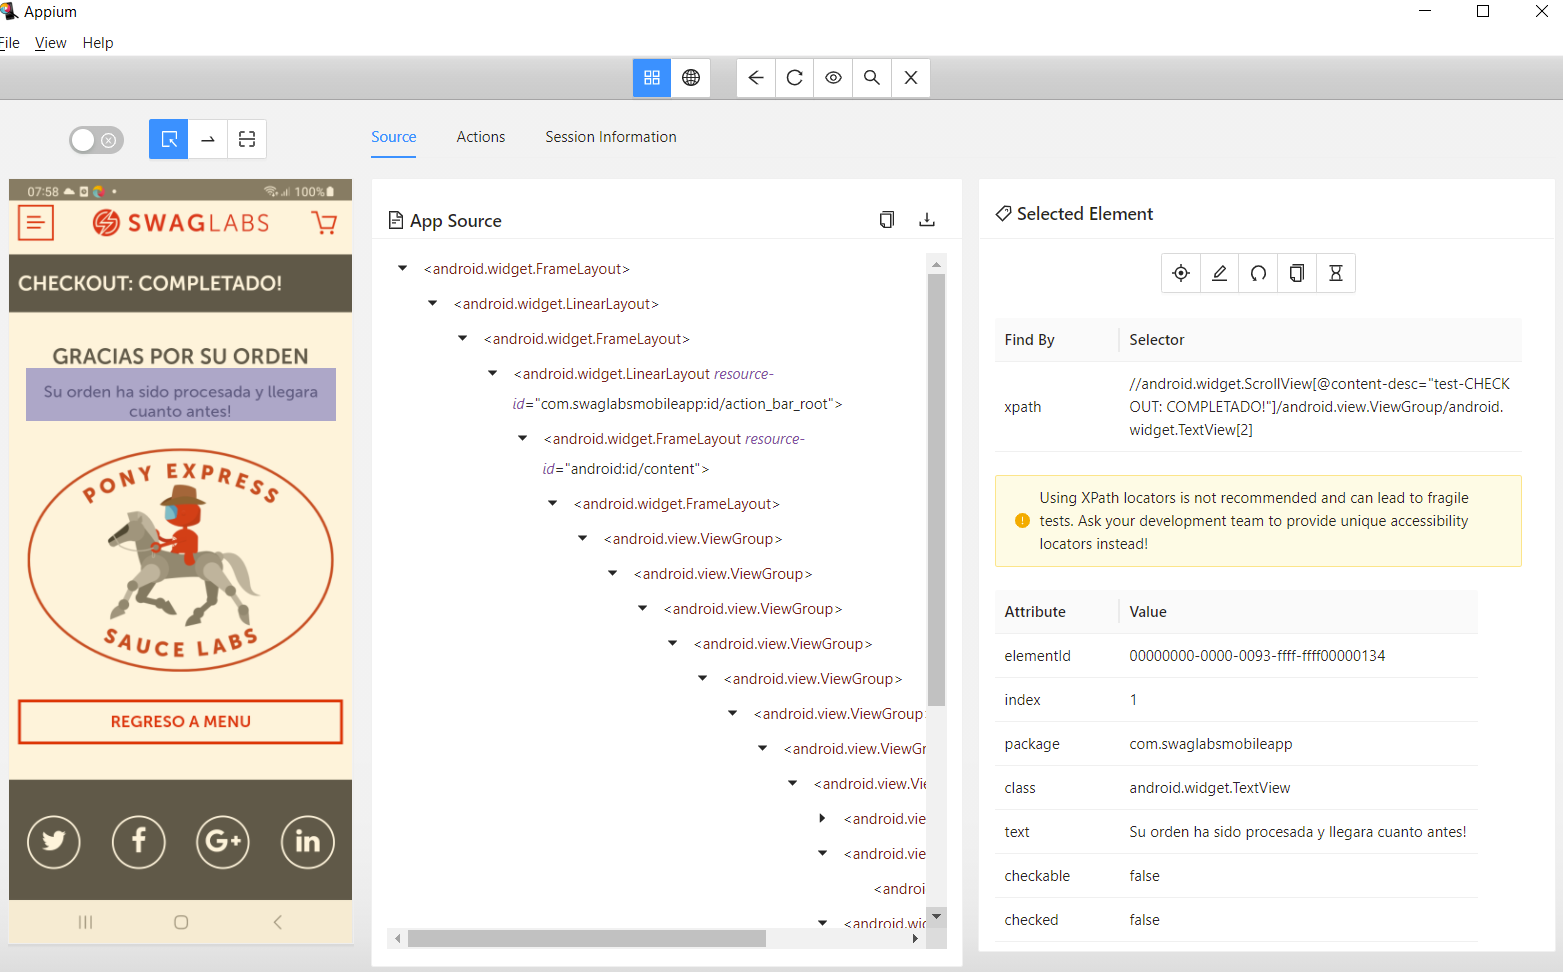 Appium
File View Help
Source Actions Session Information
07:58 100%
SWAGLABS
CHECKOUT: COMPLETADO!
GRACIAS POR SU ORDEN
Su orden ha sido procesada y llegara
cuanto antes!
PONY EXPRESS
SAUCE LABS
REGRESO A MENU
App Source
<android.widget.FrameLayout>
<android.widget.LinearLayout>
<android.widget.FrameLayout>
<android.widget.LinearLayout resource-
id="com.swaglabsmobileapp:id/action_bar_root">
<android.widget.FrameLayout resource-
id="android:id/content">
<android.widget.FrameLayout>
<android.view.ViewGroup>
<android.view.ViewGroup>
<android.view.ViewGroup>
<android.view.ViewGroup>
<android.view.ViewGroup>
<android.view.ViewGroup
<android.view.ViewGr
<android.view.Vie
<android.vie
<android.vie
<androi
<android.wid
Selected Element
Find By Selector
xpath
//android.widget.ScrollView[@content-desc="test-CHECK
OUT: COMPLETADO!"]/android.view.ViewGroup/android.
widget.TextView[2]
Using XPath locators is not recommended and can lead to fragile
tests. Ask your development team to provide unique accessibility
locators instead!
Attribute Value
elementId 00000000-0000-0093-ffff-ffff00000134
index 1
package com.swaglabsmobileapp
class android.widget.TextView
text Su orden ha sido procesada y llegara cuanto antes!
checkable false
checked false